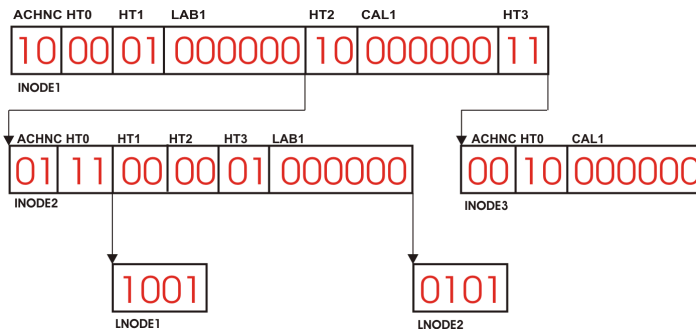 ACHNC HT0 HT1 LAB1 HT2 CAL1 HT3
10 00 01 000000 10 000000 11
INODE1
ACHNC HT0 HT1 HT2 HT3 LAB1 ACHNC HT0 CAL1
01 11 00 00 01 000000 00 10 000000
INODE2 INODE3
1001 0101
LNODE1 LNODE2